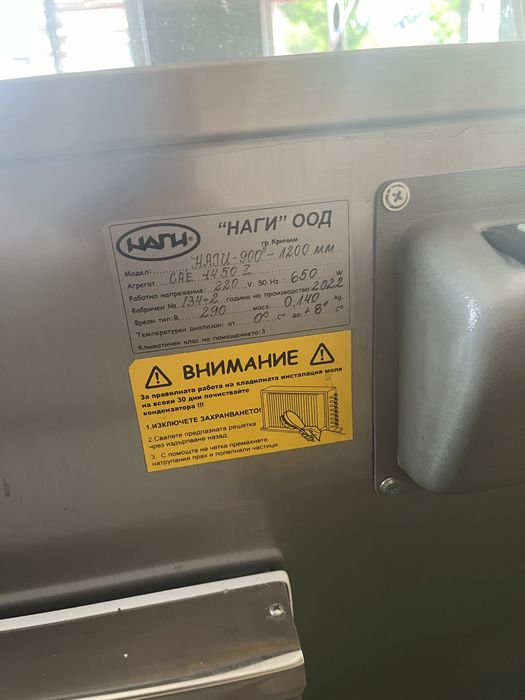 НАГИ ® "НАГИ" ООД
гр. Кричим
Модел: НАГИ-900-1200 мм
Агрегат CAE 4450 Z
Работно напрежение: 220 V: 50 Hz: 650 W
Фабричен №: 134-2 година на производство 2022
Фреон тип:R 290 маса: 0,140 kg.
Температурен диапазон: от 0° C° до +8° C°
Климатичен клас на помещението:3
ВНИМАНИЕ
За правилната работа на хладилната инсталация моля
на всеки 30 дни почиствайте
кондензатора !!!
1.ИЗКЛЮЧЕТЕ ЗАХРАНВАНЕТО!
2.Свалете предпазната решетка
чрез издърпване назад.
3. С помощта на четка премахнете
натрупания прах и полепнали частици